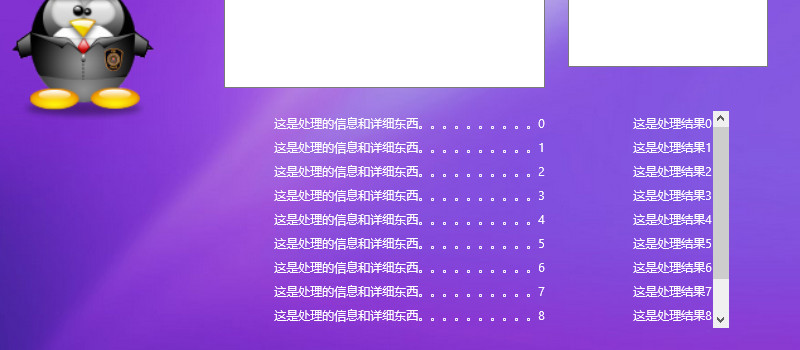 这是处理的信息和详细东西。。。。。。。。。。0 这是处理结果0
这是处理的信息和详细东西。。。。。。。。。。1 这是处理结果1
这是处理的信息和详细东西。。。。。。。。。。2 这是处理结果2
这是处理的信息和详细东西。。。。。。。。。。3 这是处理结果3
这是处理的信息和详细东西。。。。。。。。。。4 这是处理结果4
这是处理的信息和详细东西。。。。。。。。。。5 这是处理结果5
这是处理的信息和详细东西。。。。。。。。。。6 这是处理结果6
这是处理的信息和详细东西。。。。。。。。。。7 这是处理结果7
这是处理的信息和详细东西。。。。。。。。。。8 这是处理结果8